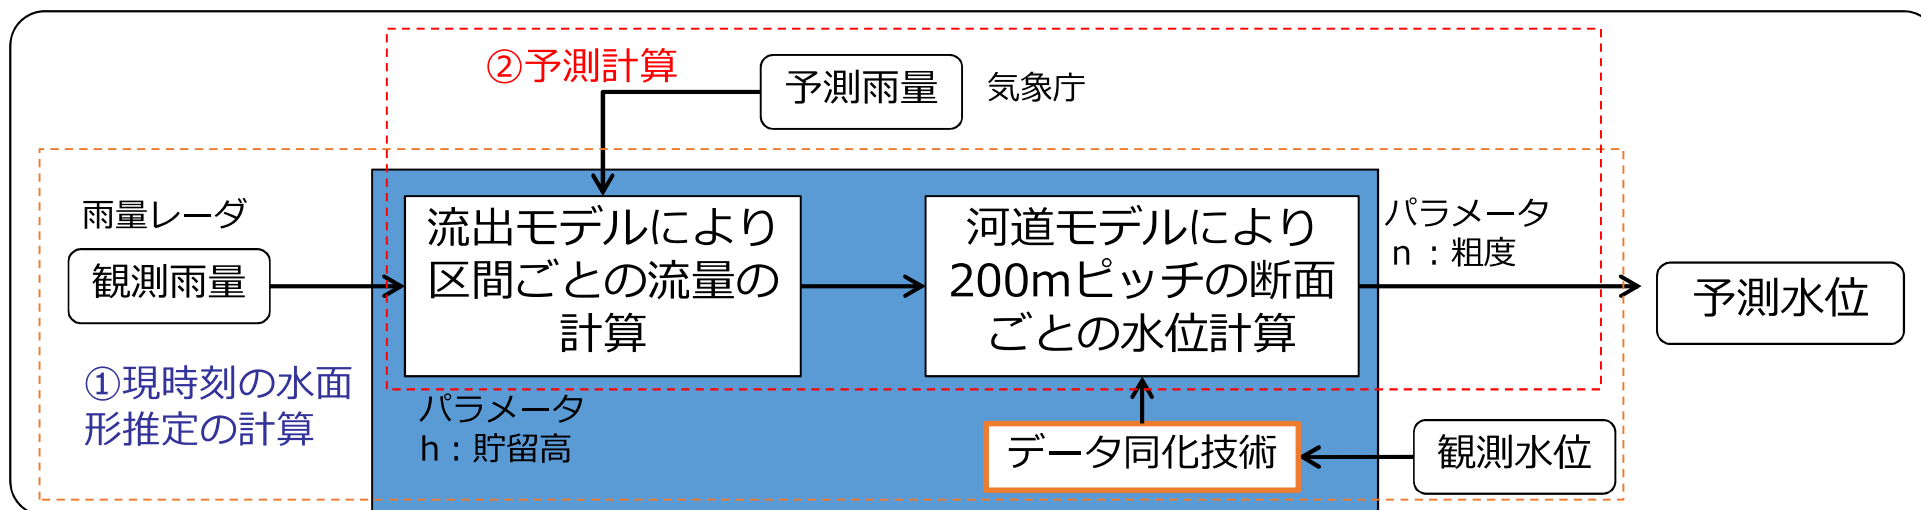 ②予測計算
予測雨量
気象庁
雨量レーダ
観測雨量
流出モデルにより
区間ごとの流量の
計算
河道モデルにより
200mピッチの断面
ごとの水位計算
パラメータ
n：粗度
予測水位
①現時刻の水面
形推定の計算
パラメータ
h：貯留高
データ同化技術
観測水位